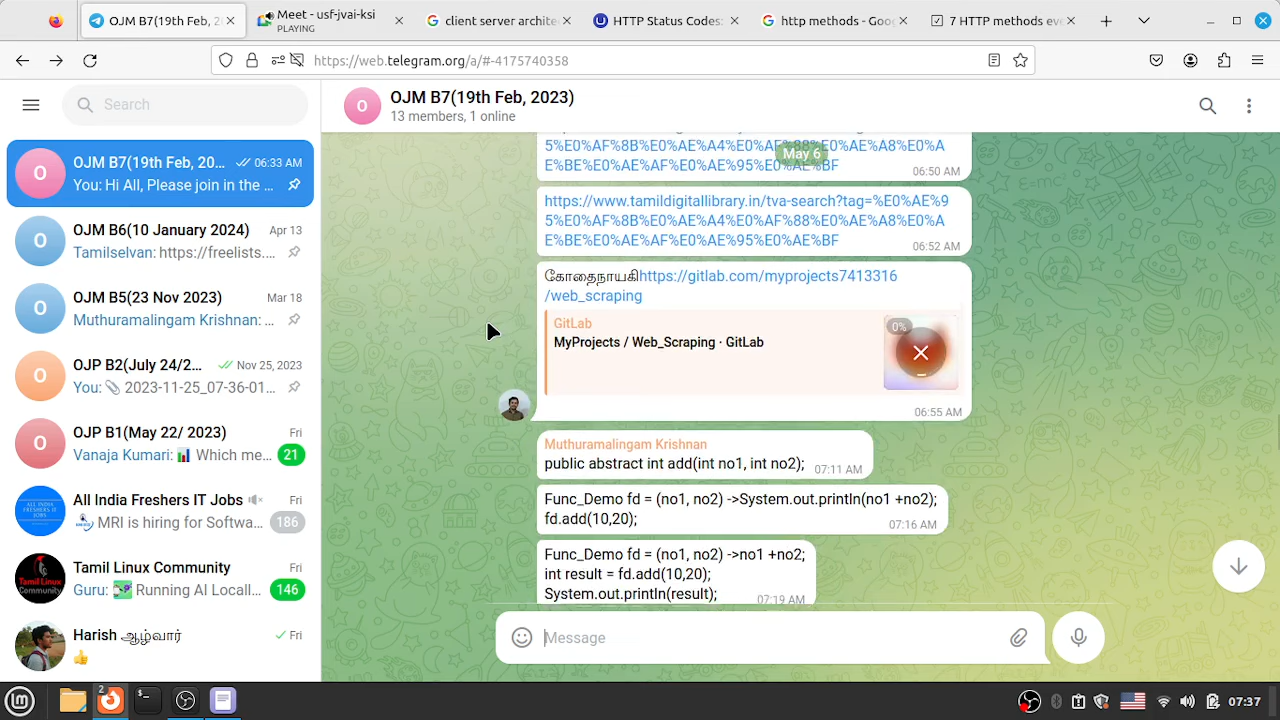 OJM B7(19th Feb, 2
Meet - usf-jvai-ksi
PLAYING
client server archite
HTTP Status Codes:
http methods - Goo
7 HTTP methods eve
https://web.telegram.org/a/#-4175740358
Search
OJM B7(19th Feb, 20... 06:33 AM
You: Hi All, Please join in the ...
OJM B6(10 January 2024) Apr 13
Tamilselvan: https://freelists....
OJM B5(23 Nov 2023) Mar 18
Muthuramalingam Krishnan: ...
OJP B2(July 24/2... Nov 25, 2023
You: 2023-11-25_07-36-01...
OJP B1(May 22/ 2023) Fri
Vanaja Kumari: 📊 Which me... 21
All India Freshers IT Jobs Fri
MRI is hiring for Softwa... 186
Tamil Linux Community Fri
Guru: Running AI Locall... 146
Harish ஆழ்வார் Fri
👍
OJM B7(19th Feb, 2023)
13 members, 1 online
5%E0%AF%8B%E0%AE%A4%E0%AF%88%E0%AE%A8%E0%A
May 6
E%BE%E0%AE%AF%E0%AE%95%E0%AE%BF
06:50 AM
https://www.tamildigitallibrary.in/tva-search?tag=%E0%AE%9
5%E0%AF%8B%E0%AE%A4%E0%AF%88%E0%AE%A8%E0%A
E%BE%E0%AE%AF%E0%AE%95%E0%AE%BF
06:52 AM
கோதைநாயகிhttps://gitlab.com/myprojects7413316
/web_scraping
GitLab
MyProjects / Web_Scraping · GitLab
0%
06:55 AM
Muthuramalingam Krishnan
public abstract int add(int no1, int no2); 07:11 AM
Func_Demo fd = (no1, no2) ->System.out.println(no1 +no2);
fd.add(10,20);
07:16 AM
Func_Demo fd = (no1, no2) ->no1 +no2;
int result = fd.add(10,20);
System.out.println(result); 07:19 AM
Message
07:37